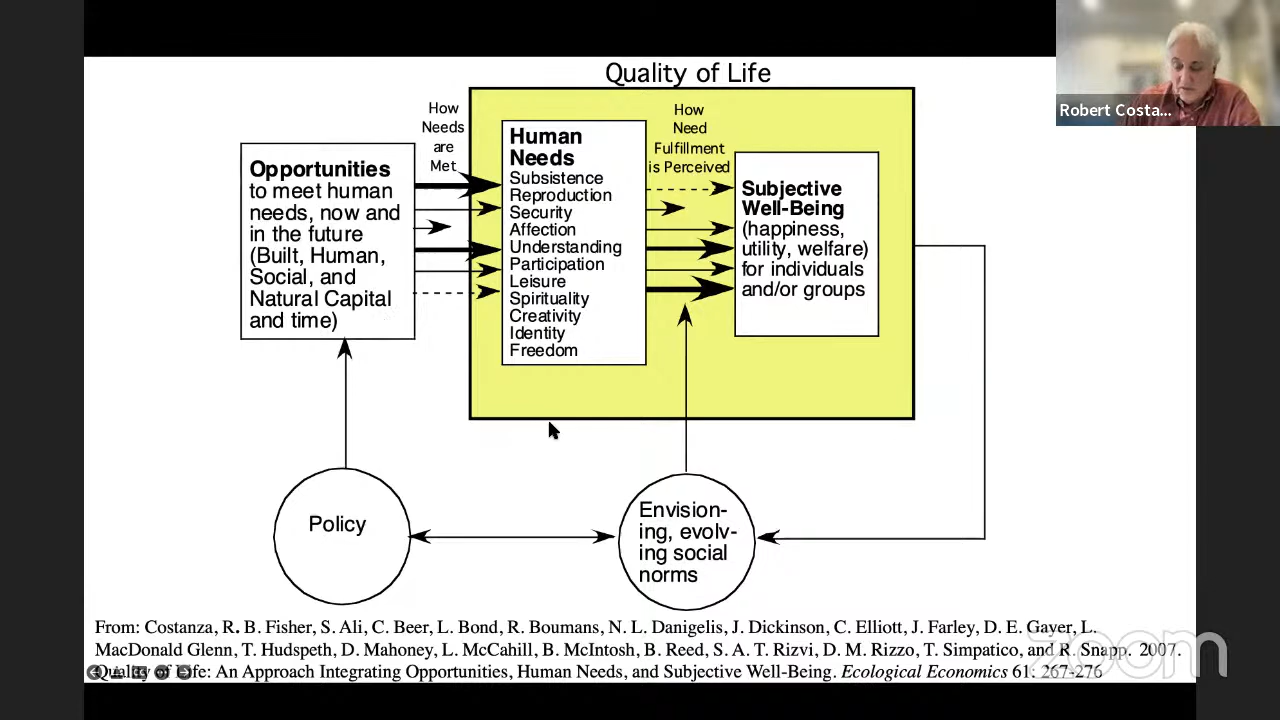 Quality of Life
How
Needs
are
Met
How
Need
Fulfillment
is Perceived
Opportunities
to meet human
needs, now and
in the future
(Built, Human,
Social, and
Natural Capital
and time)
Human
Needs
Subsistence
Reproduction
Security
Affection
Understanding
Participation
Leisure
Spirituality
Creativity
Identity
Freedom
Subjective
Well-Being
(happiness,
utility, welfare)
for individuals
and/or groups
Policy
Envision-
ing, evolv-
ing social
norms
From: Costanza, R. B. Fisher, S. Ali, C. Beer, L. Bond, R. Boumans, N. L. Danigelis, J. Dickinson, C. Elliott, J. Farley, D. E. Gayer, L.
MacDonald Glenn, T. Hudspeth, D. Mahoney, L. McCahill, B. McIntosh, B. Reed, S. A. T. Rizvi, D. M. Rizzo, T. Simpatico, and R. Snapp. 2007.
Quality of Life: An Approach Integrating Opportunities, Human Needs, and Subjective Well-Being. Ecological Economics 61: 267-276
Robert Costa...
zoom